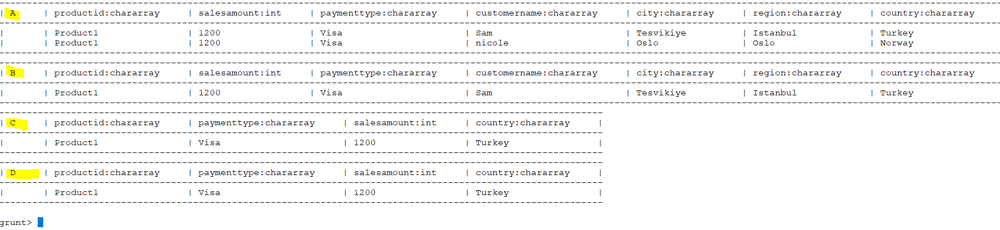 | A | productid:chararray | salesamount:int | paymenttype:chararray | customername:chararray | city:chararray | region:chararray | country:chararray
| | Product1 | 1200 | Visa | Sam | Tesvikiye | Istanbul | Turkey
| | Product1 | 1200 | Visa | nicole | Oslo | Oslo | Norway
| B | productid:chararray | salesamount:int | paymenttype:chararray | customername:chararray | city:chararray | region:chararray | country:chararray
| | Product1 | 1200 | Visa | Sam | Tesvikiye | Istanbul | Turkey
| C | productid:chararray | paymenttype:chararray | salesamount:int | country:chararray |
| | Product1 | Visa | 1200 | Turkey |
| D | productid:chararray | paymenttype:chararray | salesamount:int | country:chararray |
| | Product1 | Visa | 1200 | Turkey |
grunt>